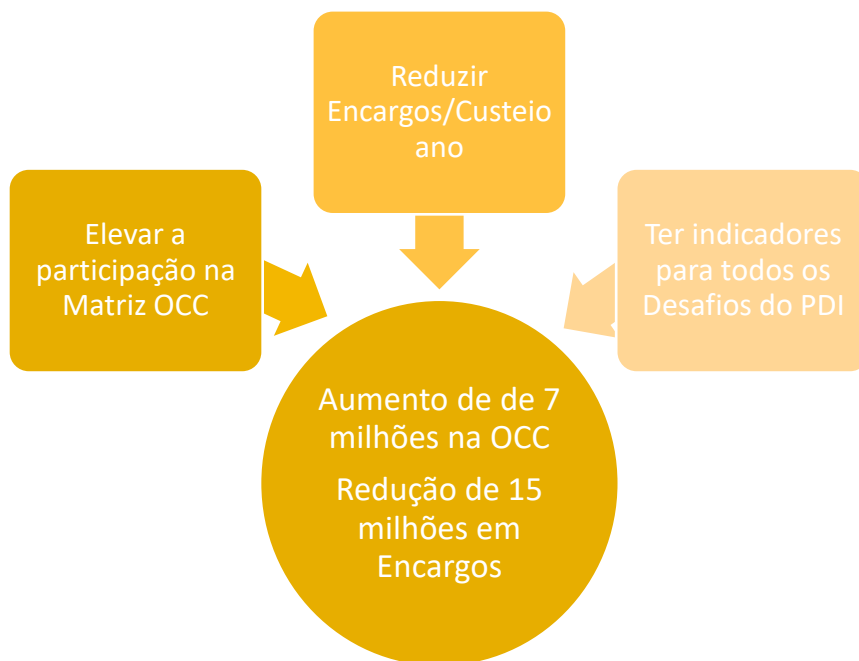 Reduzir
Encargos/Custeio
ano
Elevar a
participação na
Matriz OCC
Ter indicadores
para todos os
Desafios do PDI
Aumento de de 7
milhões na OCC
Redução de 15
milhões em
Encargos